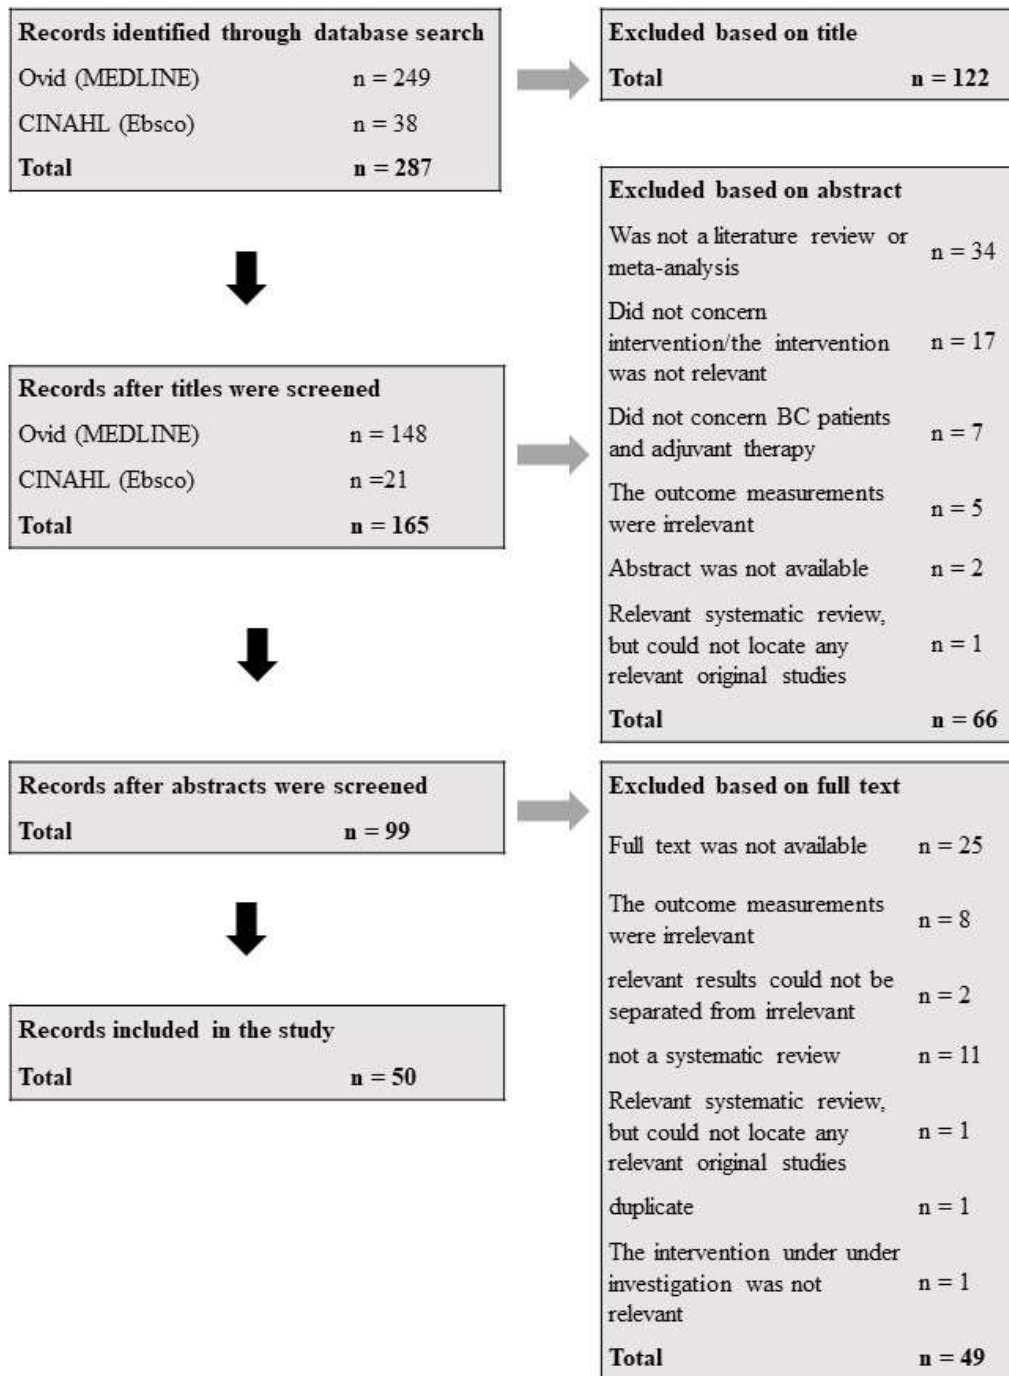 Records identified through database search
Ovid (MEDLINE) n = 249
CINAHL (Ebsco) n = 38
Total n = 287
Excluded based on title
Total n = 122
Records after titles were screened
Ovid (MEDLINE) n = 148
CINAHL (Ebsco) n =21
Total n = 165
Excluded based on abstract
Was not a literature review or
meta-analysis n = 34
Did not concern
intervention/the intervention n = 17
was not relevant
Did not concern BC patients n = 7
and adjuvant therapy
The outcome measurements n = 5
were irrelevant
Abstract was not available n = 2
Relevant systematic review,
but could not locate any n = 1
relevant original studies
Total n = 66
Records after abstracts were screened
Total n = 99
Excluded based on full text
Full text was not available n = 25
The outcome measurements n = 8
were irrelevant
relevant results could not be n = 2
separated from irrelevant
not a systematic review n = 11
Relevant systematic review,
but could not locate any n = 1
relevant original studies
duplicate n = 1
The intervention under under
investigation was not n = 1
relevant
Total n = 49
Records included in the study
Total n = 50